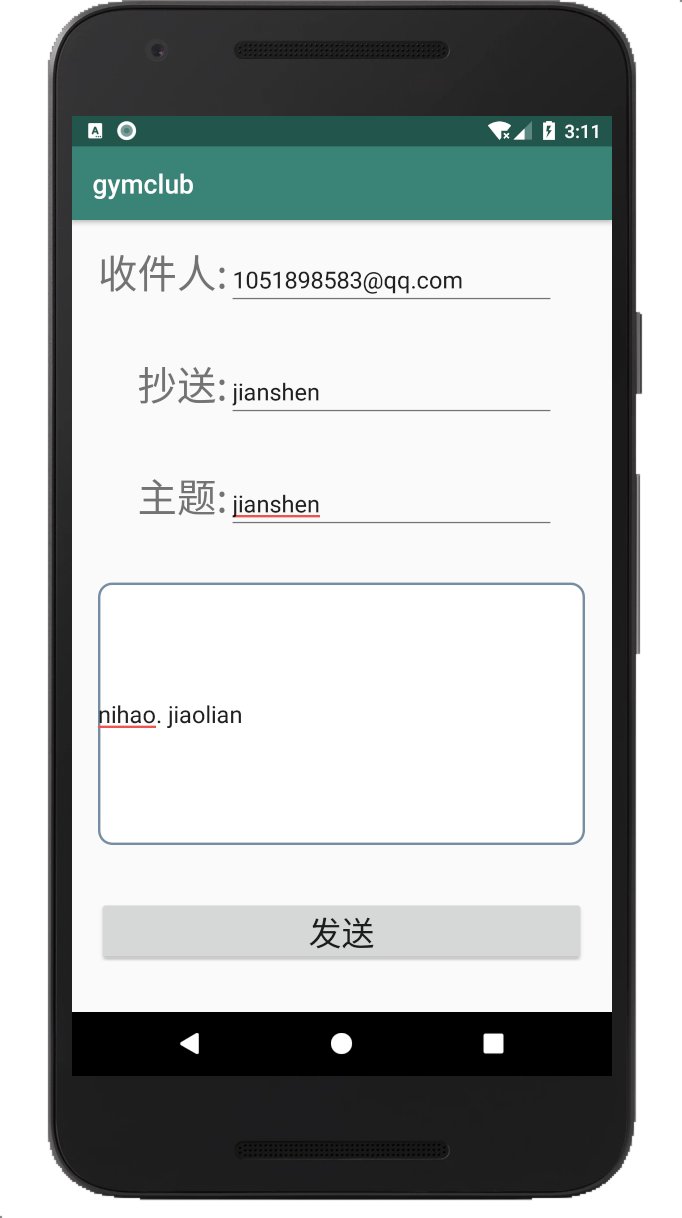 3:11
gymclub
收件人: 1051898583@qq.com
抄送: jianshen
主题: jianshen
nihao. jiaolian
发送